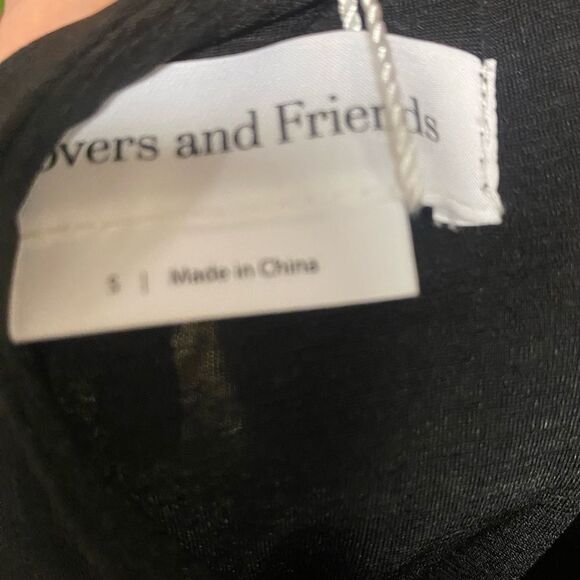 overs and Friends
S | Made in China